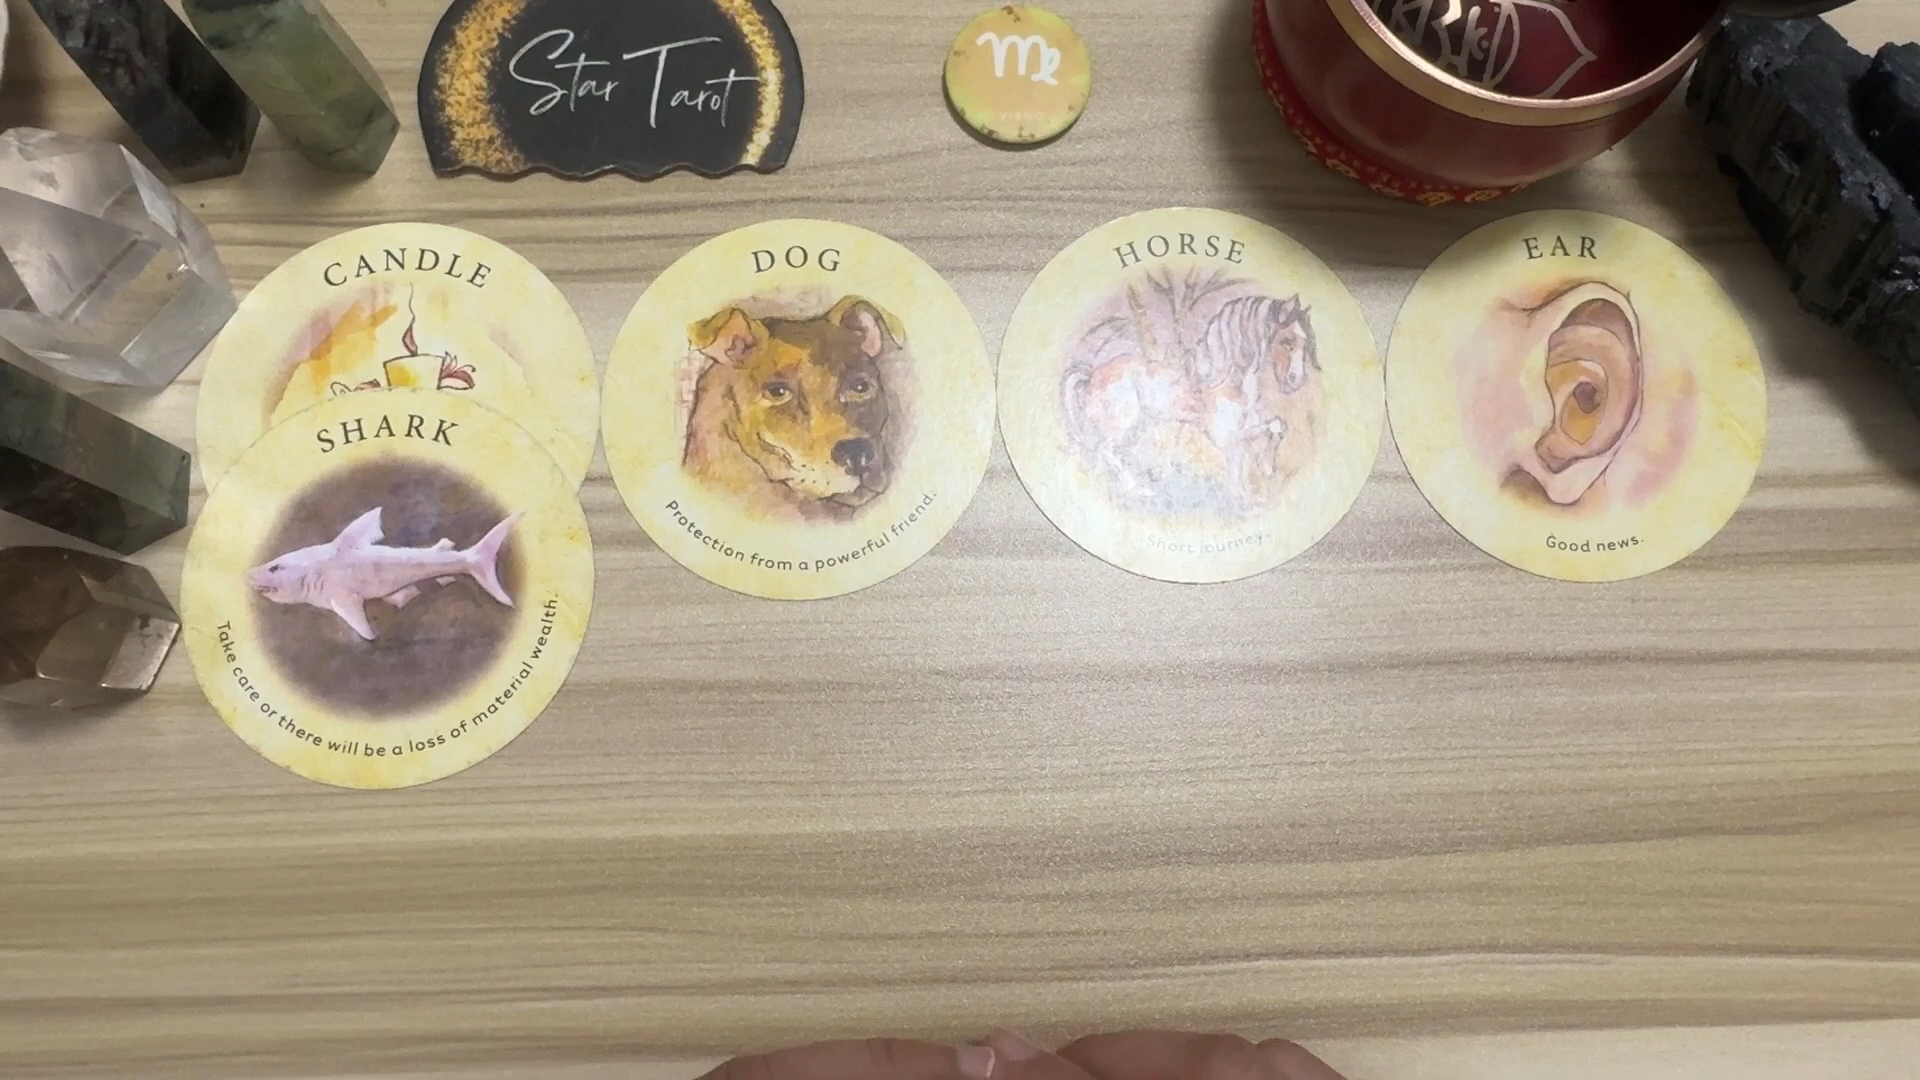 Star Tarot
VIRGO
CANDLE
SHARK
Take care or there will be a loss of material wealth.
DOG
Protection from a powerful friend.
HORSE
Short journey.
EAR
Good news.